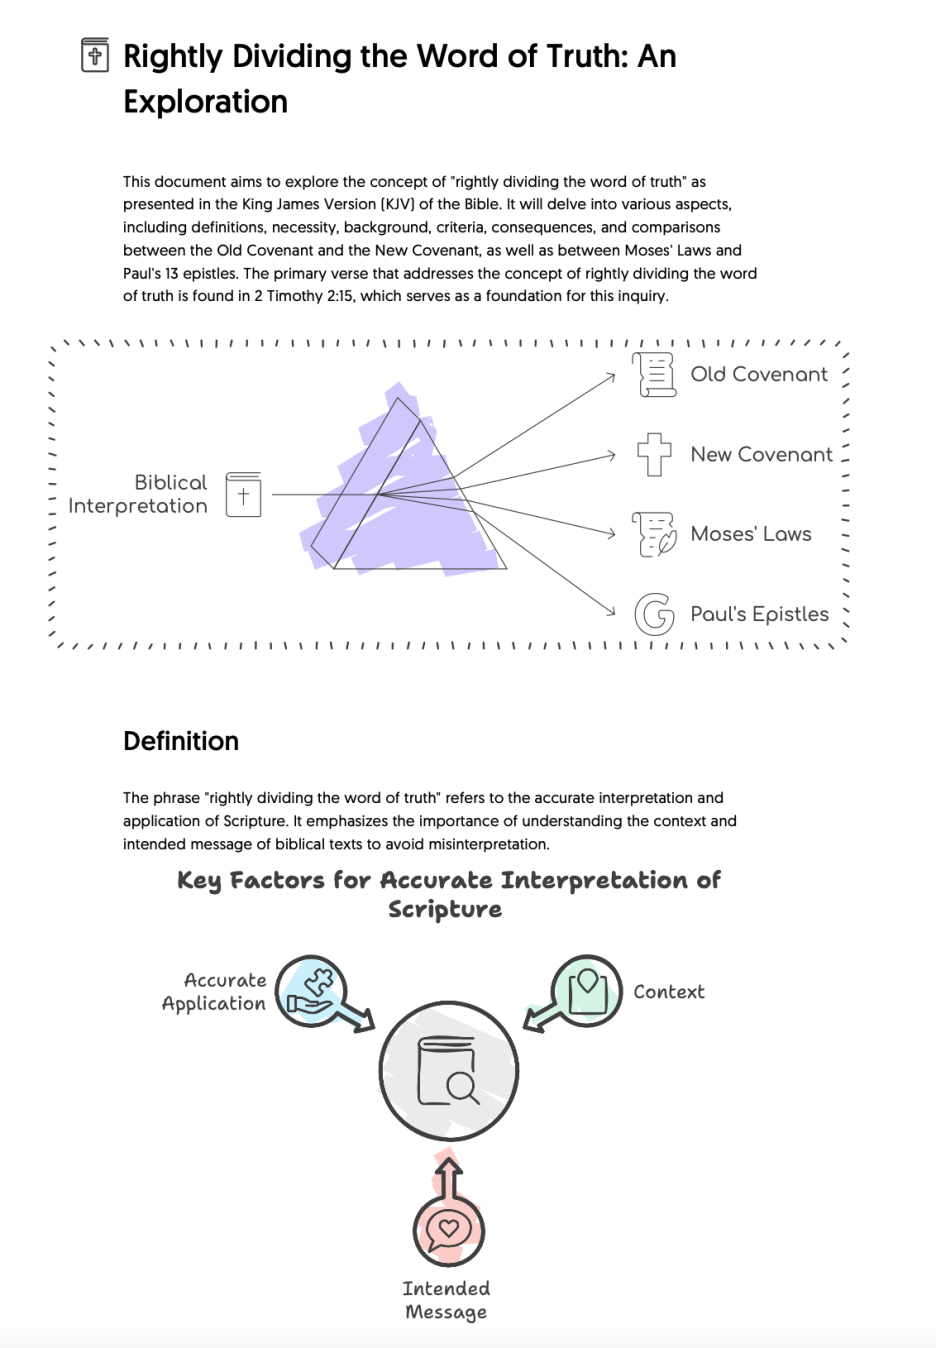 Rightly Dividing the Word of Truth: An
Exploration
This document aims to explore the concept of "rightly dividing the word of truth" as
presented in the King James Version (KJV) of the Bible. It will delve into various aspects,
including definitions, necessity, background, criteria, consequences, and comparisons
between the Old Covenant and the New Covenant, as well as between Moses' Laws and
Paul's 13 epistles. The primary verse that addresses the concept of rightly dividing the word
of truth is found in 2 Timothy 2:15, which serves as a foundation for this inquiry.
Biblical
Interpretation
Old Covenant
New Covenant
Moses' Laws
G
Paul's Epistles
Definition
The phrase "rightly dividing the word of truth" refers to the accurate interpretation and
application of Scripture. It emphasizes the importance of understanding the context and
intended message of biblical texts to avoid misinterpretation.
Key Factors for Accurate Interpretation of
Scripture
Accurate
Application
Context
Intended
Message